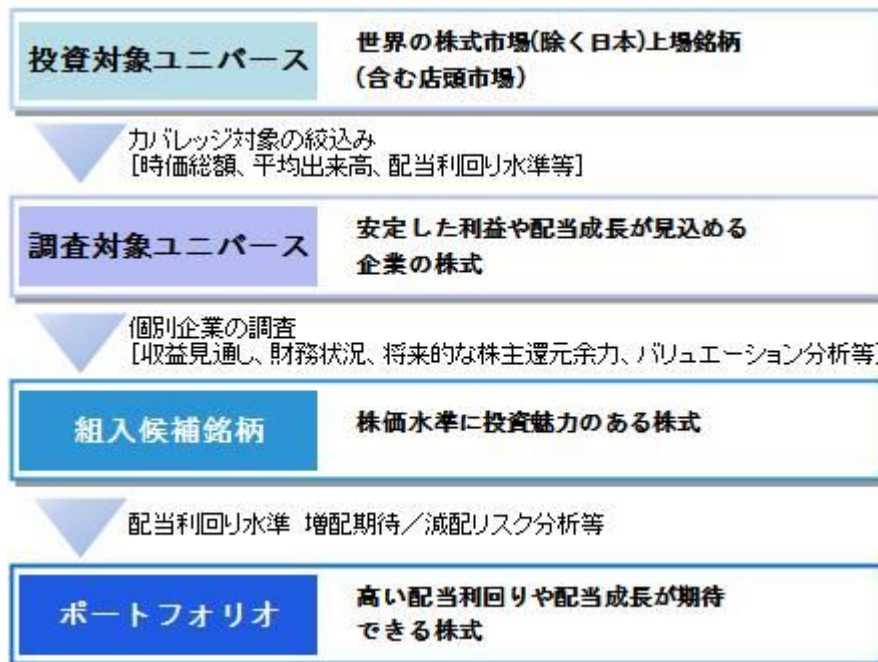 投資対象ユニバース
世界の株式市場(除く日本)上場銘柄
(含む店頭市場)
カバレッジ対象の絞込み
[時価総額、平均出来高、配当利回り水準等]
調査対象ユニバース
安定した利益や配当成長が見込める
企業の株式
個別企業の調査
[収益見通し、財務状況、将来的な株主還元余力、バリュエーション分析等]
組入候補銘柄
株価水準に投資魅力のある株式
配当利回り水準 増配期待／減配リスク分析等
ポートフォリオ
高い配当利回りや配当成長が期待
できる株式